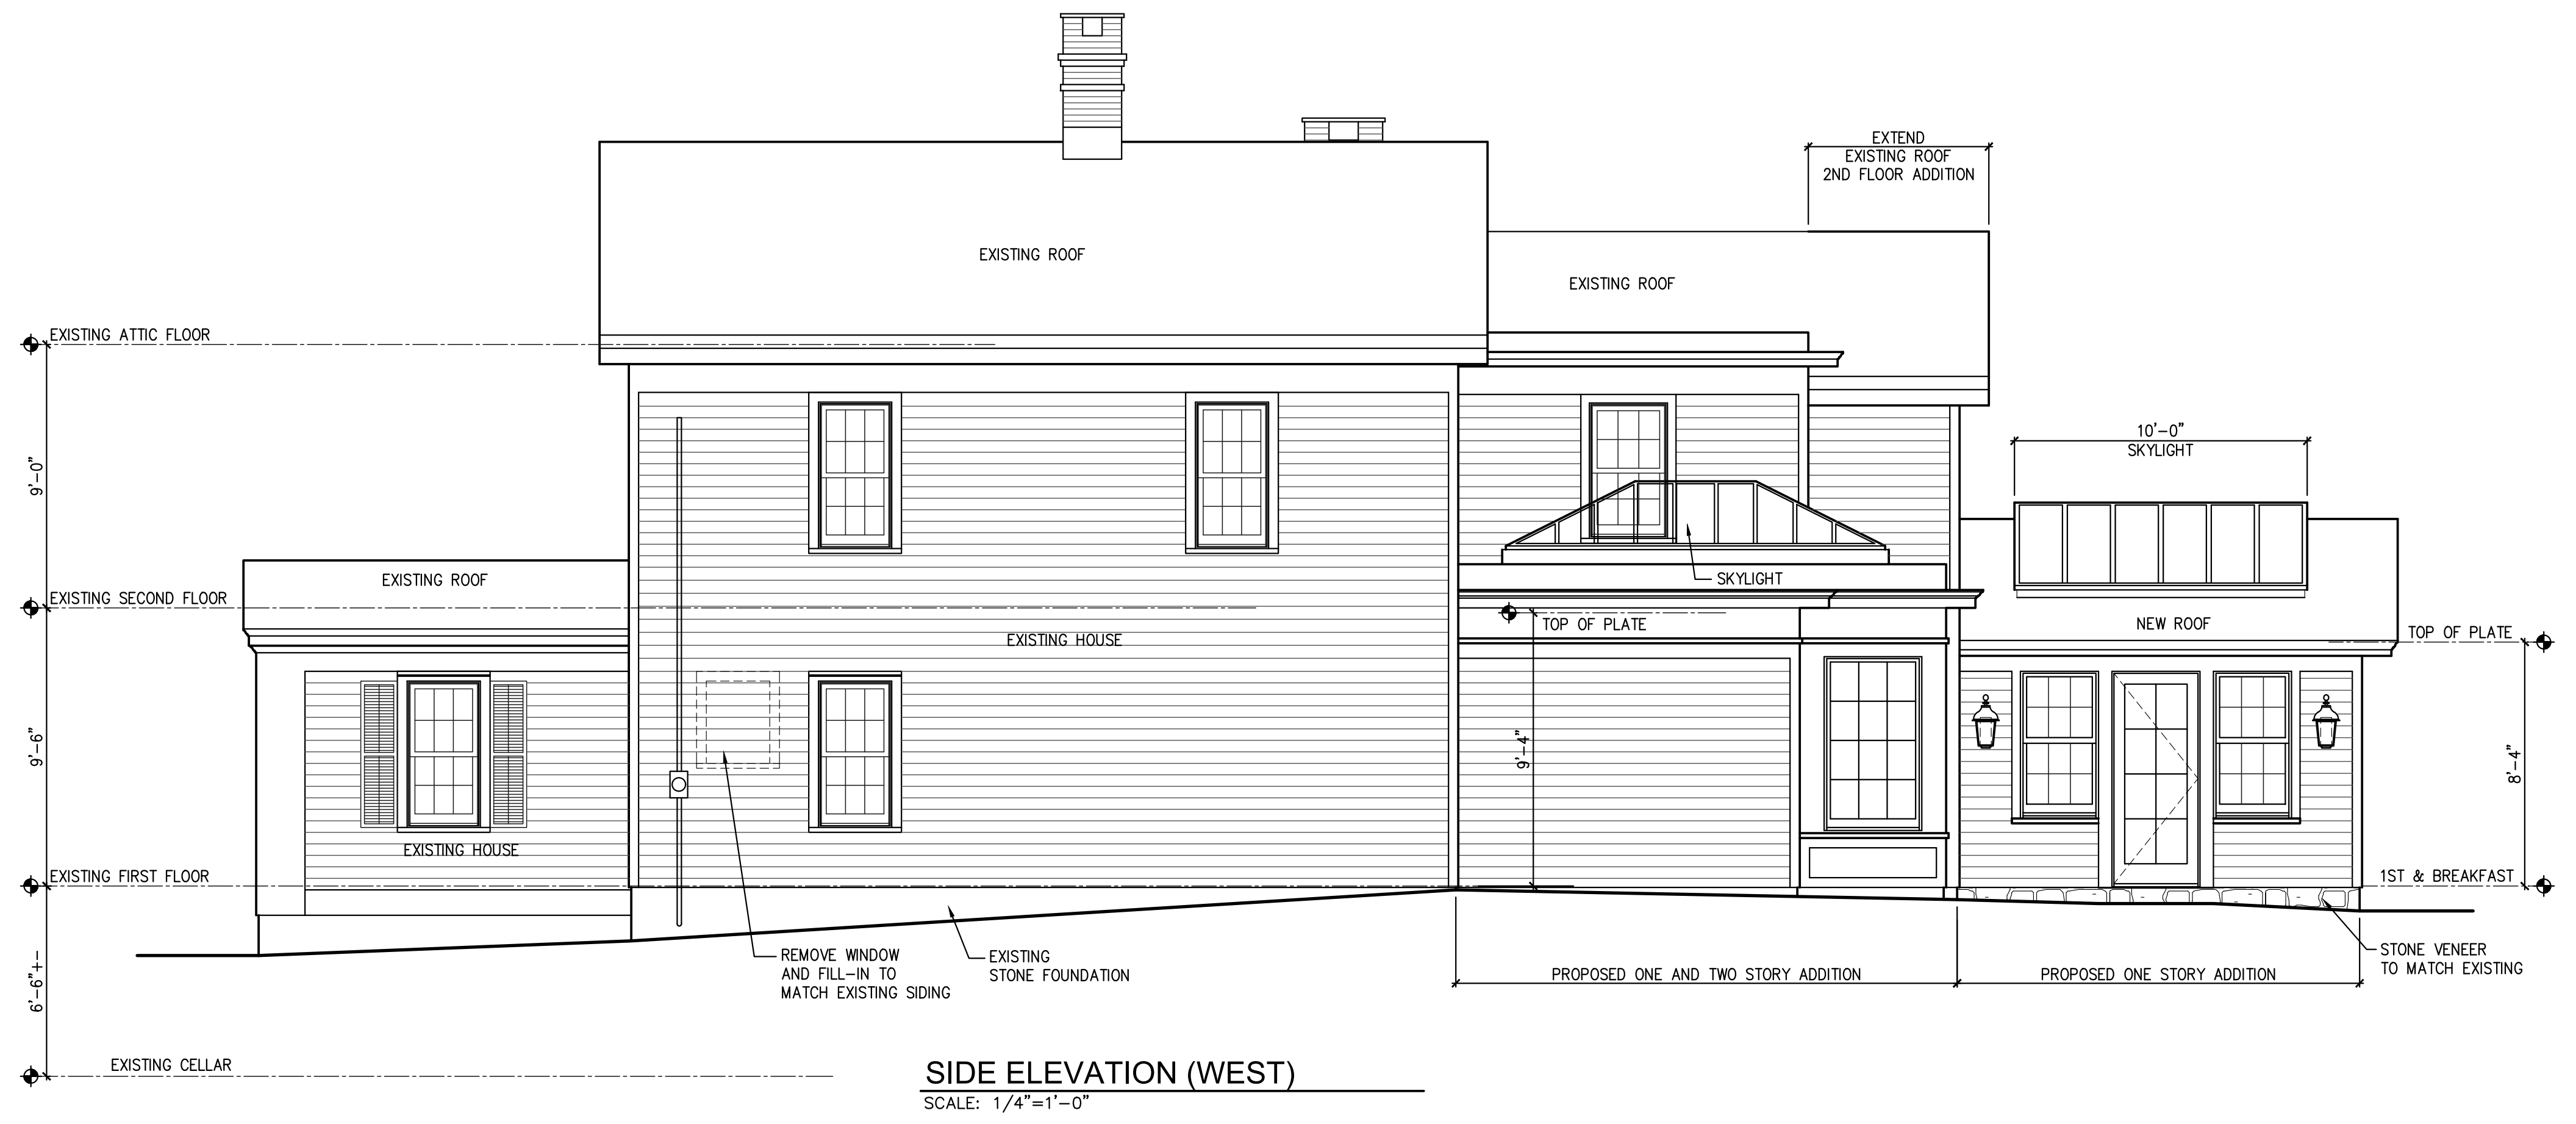 EXTEND
EXISTING ROOF
2ND FLOOR ADDITION
EXISTING ROOF
EXISTING ROOF
EXISTING ATTIC FLOOR
10'-0"
SKYLIGHT
9'-0"
EXISTING ROOF
SKYLIGHT
EXISTING SECOND FLOOR
TOP OF PLATE
NEW ROOF
TOP OF PLATE
EXISTING HOUSE
9'-6"
9'-4"
8'-4"
EXISTING HOUSE
EXISTING FIRST FLOOR
1ST & BREAKFAST
REMOVE WINDOW
AND FILL-IN TO
MATCH EXISTING SIDING
EXISTING
STONE FOUNDATION
PROPOSED ONE AND TWO STORY ADDITION
PROPOSED ONE STORY ADDITION
STONE VENEER
TO MATCH EXISTING
6'-6"+-
EXISTING CELLAR
SIDE ELEVATION (WEST)
SCALE: 1/4"=1'-0"